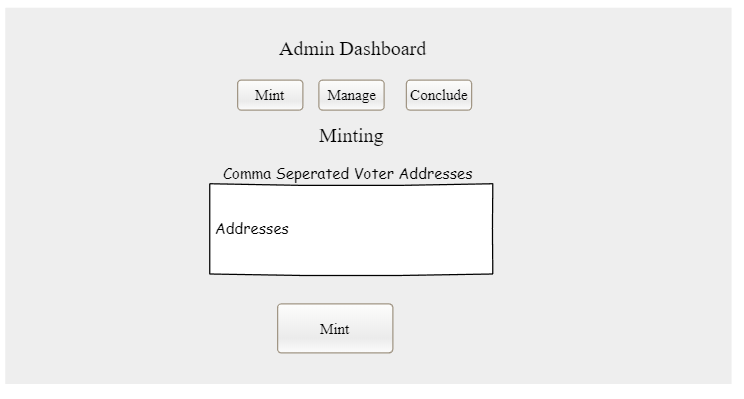 Admin Dashboard
Mint Manage Conclude
Minting
Comma Seperated Voter Addresses
Addresses
Mint